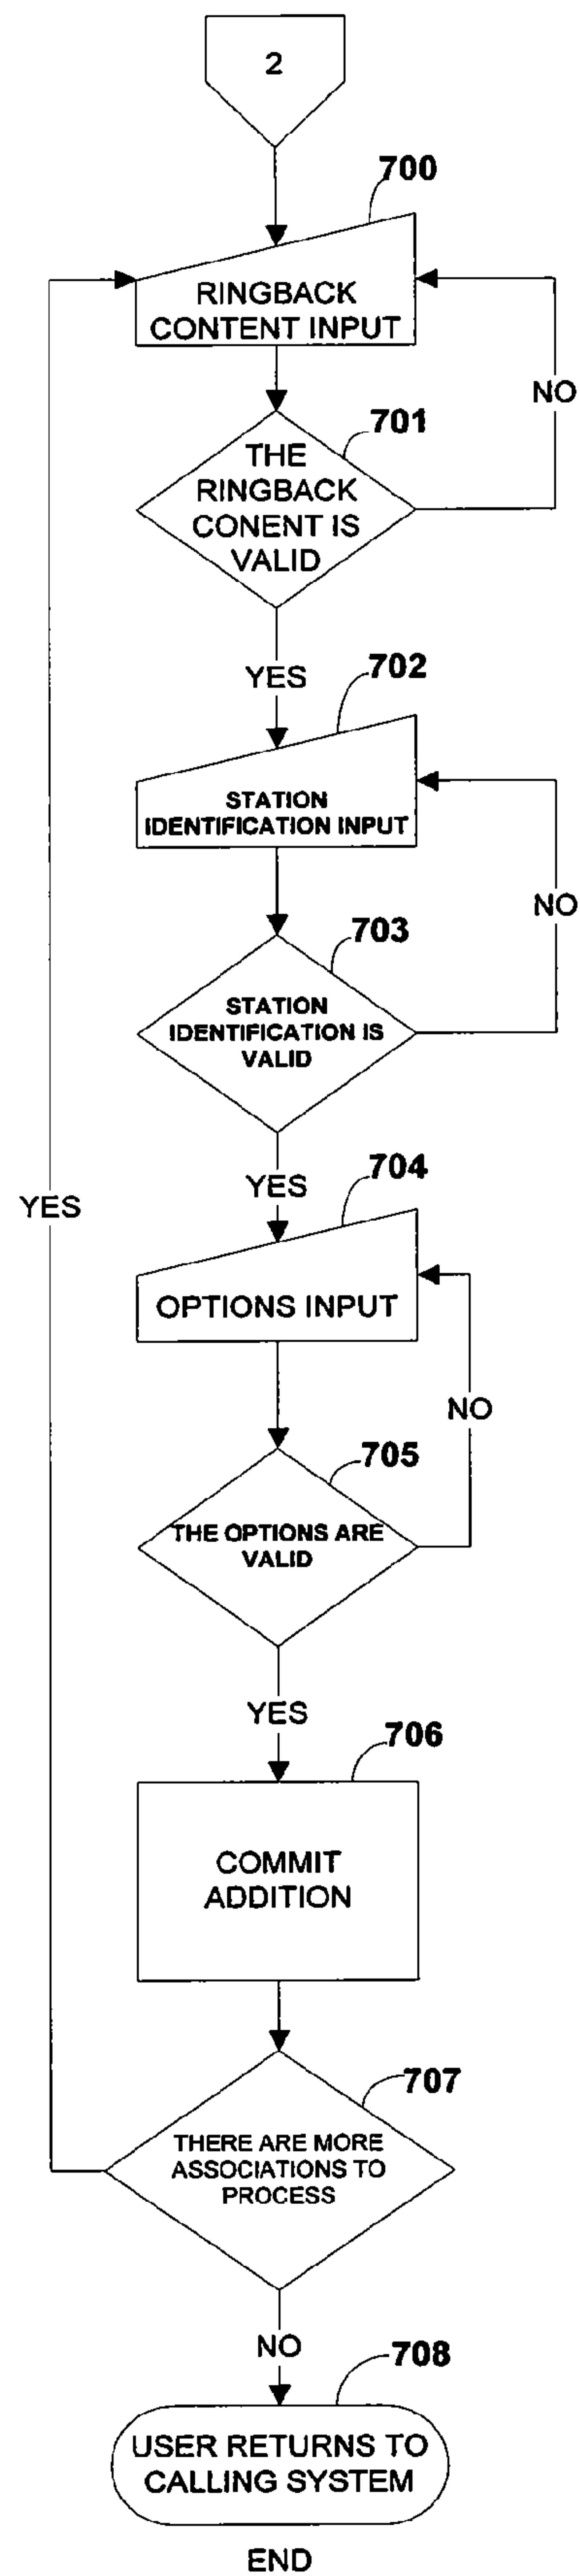 2
700
RINGBACK
CONTENT INPUT
NO
701
THE
RINGBACK
CONENT IS
VALID
YES
702
STATION
IDENTIFICATION INPUT
NO
703
STATION
IDENTIFICATION IS
VALID
YES
704
YES
OPTIONS INPUT
NO
705
THE OPTIONS ARE
VALID
YES
706
COMMIT
ADDITION
707
THERE ARE MORE
ASSOCIATIONS TO
PROCESS
NO
708
USER RETURNS TO
CALLING SYSTEM
END